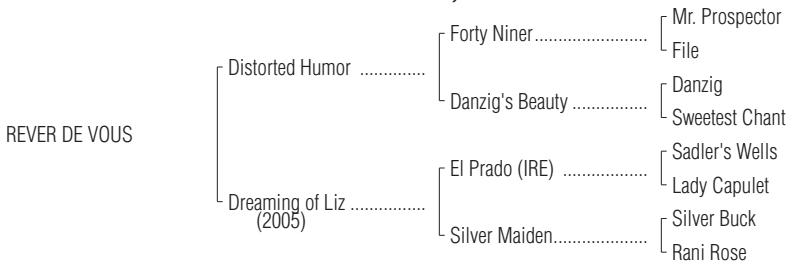 Mr. Prospector
Forty Niner......................
File
Distorted Humor ..............
Danzig
Danzig's Beauty ................
Sweetest Chant
REVER DE VOUS
Sadler's Wells
El Prado (IRE) ..................
Lady Capulet
Dreaming of Liz ................
(2005)
Silver Buck
Silver Maiden....................
Rani Rose